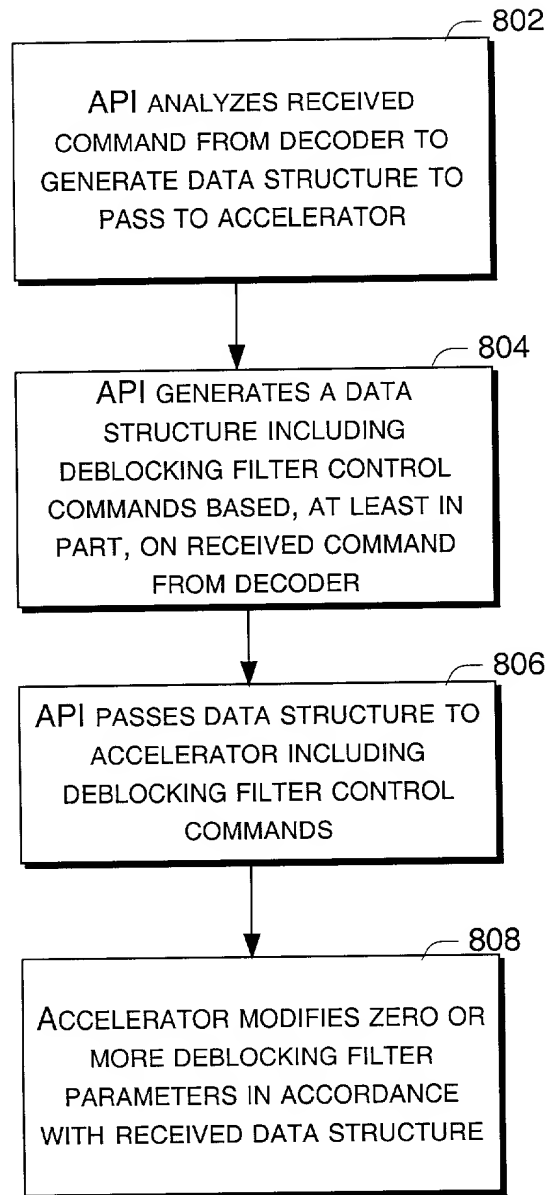 802
API ANALYZES RECEIVED
COMMAND FROM DECODER TO
GENERATE DATA STRUCTURE TO
PASS TO ACCELERATOR
804
API GENERATES A DATA
STRUCTURE INCLUDING
DEBLOCKING FILTER CONTROL
COMMANDS BASED, AT LEAST IN
PART, ON RECEIVED COMMAND
FROM DECODER
806
API PASSES DATA STRUCTURE TO
ACCELERATOR INCLUDING
DEBLOCKING FILTER CONTROL
COMMANDS
808
ACCELERATOR MODIFIES ZERO OR
MORE DEBLOCKING FILTER
PARAMETERS IN ACCORDANCE
WITH RECEIVED DATA STRUCTURE